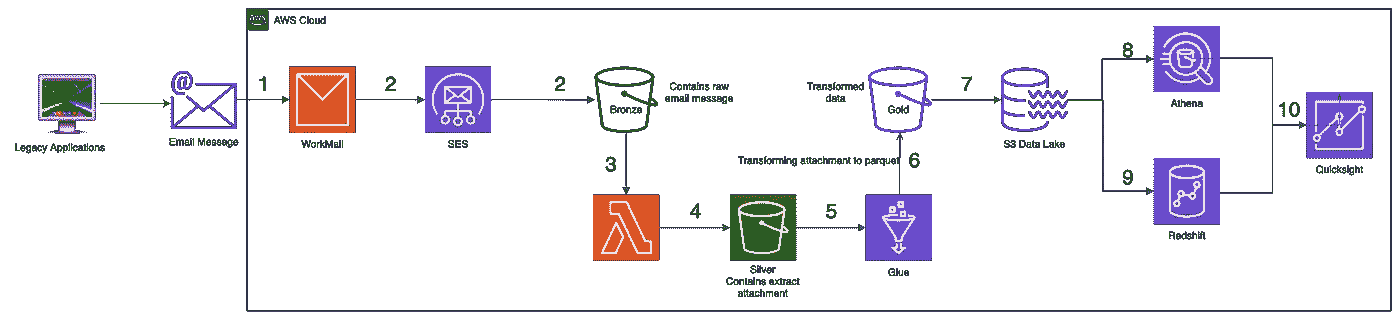 AWS Cloud
1
2
2
Contains raw
email message
Bronze
Transformed
data
Gold
7
8
Athena
10
Legacy Applications
@
Email Message
WorkMail
SES
3
Transforming attachment to parquet
6
S3 Data Lake
Quicksight
4
5
9
Redshift
Silver
Contains extract
attachment
Glue